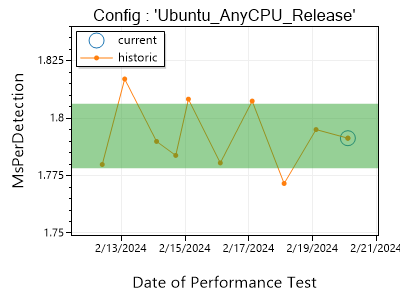 Config : 'Ubuntu_AnyCPU_Release'
current
historic
MsPerDetection
1.825
1.8
1.775
1.75
2/13/2024 2/15/2024 2/17/2024 2/19/2024 2/21/2024
Date of Performance Test